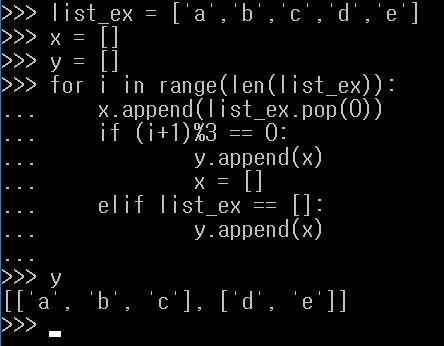 >>> list_ex = ['a','b','c','d','e']
>>> x = []
>>> y = []
>>> for i in range(len(list_ex)):
...     x.append(list_ex.pop(0))
...     if (i+1)%3 == 0:
...             y.append(x)
...             x = []
...     elif list_ex == []:
...             y.append(x)
...
>>> y
[['a', 'b', 'c'], ['d', 'e']]
>>>